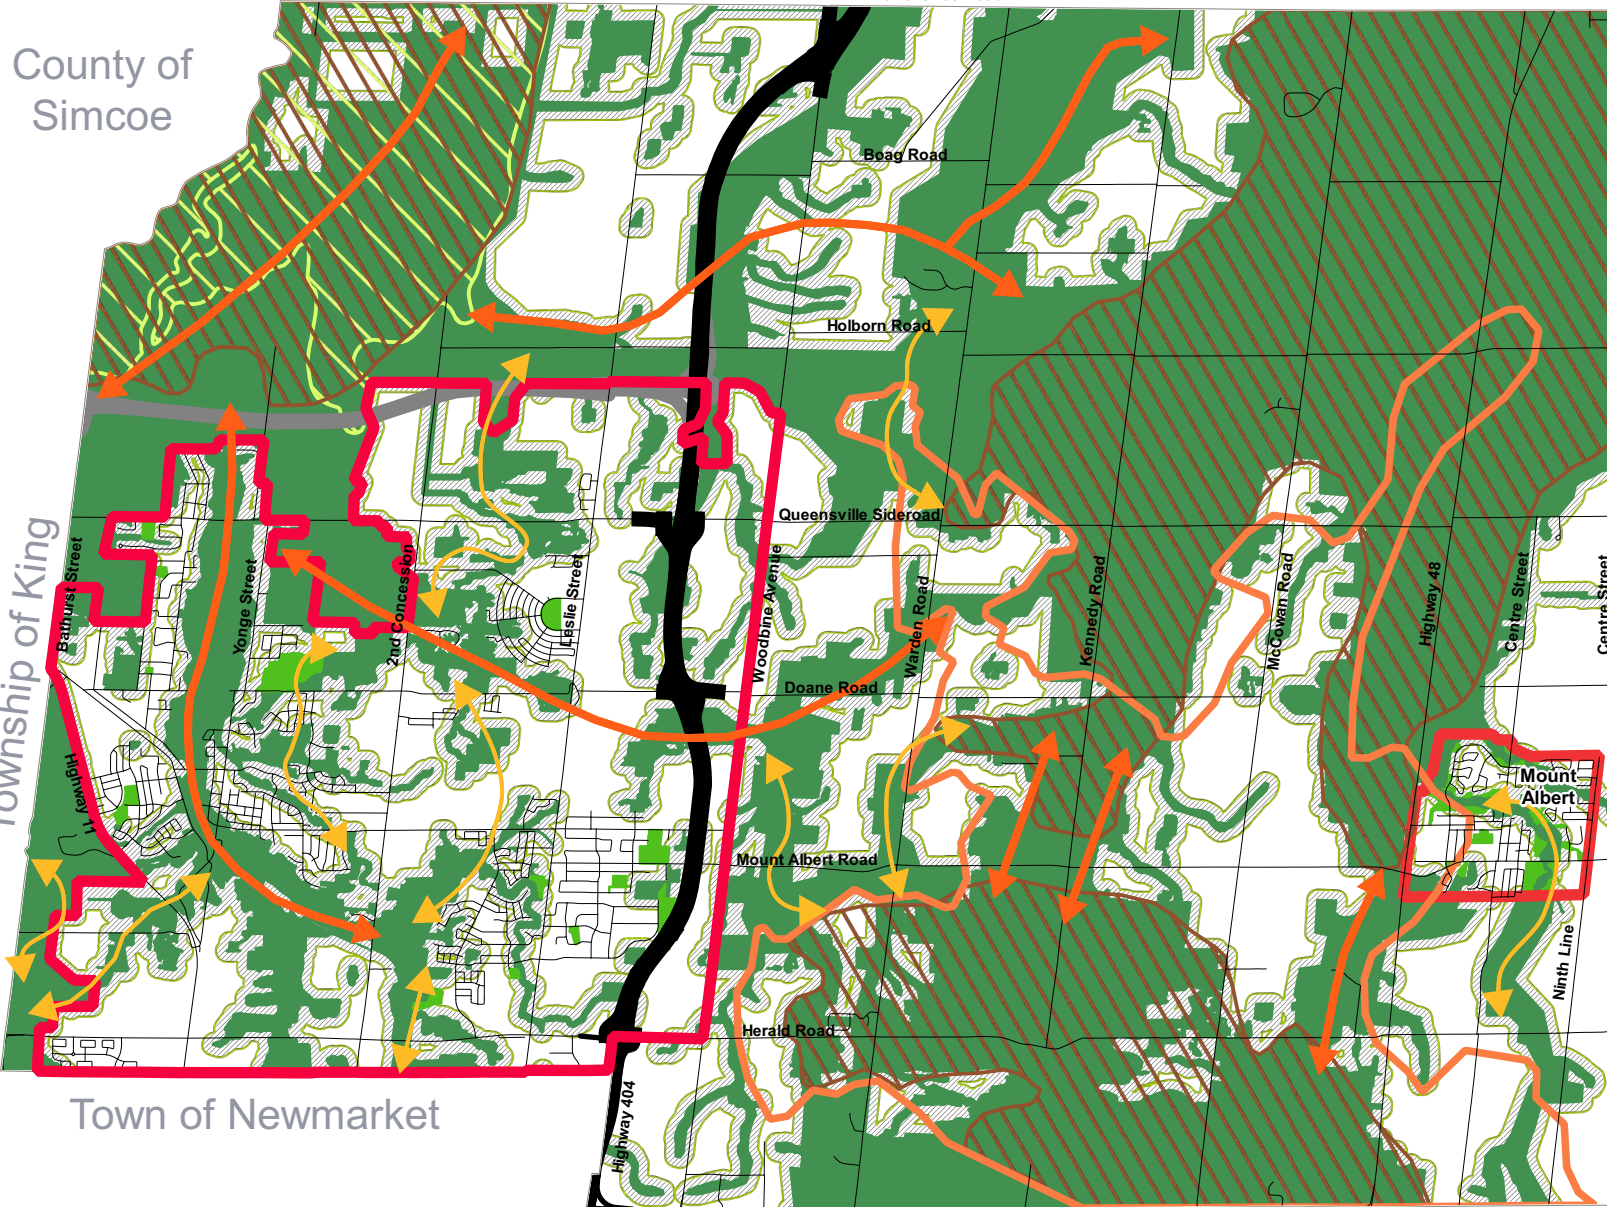 County of
Simcoe
Boag Road
Holborn Road
Queensville Sideroad
Township of King
Bathurst Street
Yonge Street
2nd Concession
Leslie Street
Woodbine Avenue
Warden Road
Kennedy Road
McCowan Road
Highway 48
Centre Street
Centre Street
Doane Road
Highway 11
Mount
Albert
Mount Albert Road
Ninth Line
Herald Road
Town of Newmarket
Highway 404